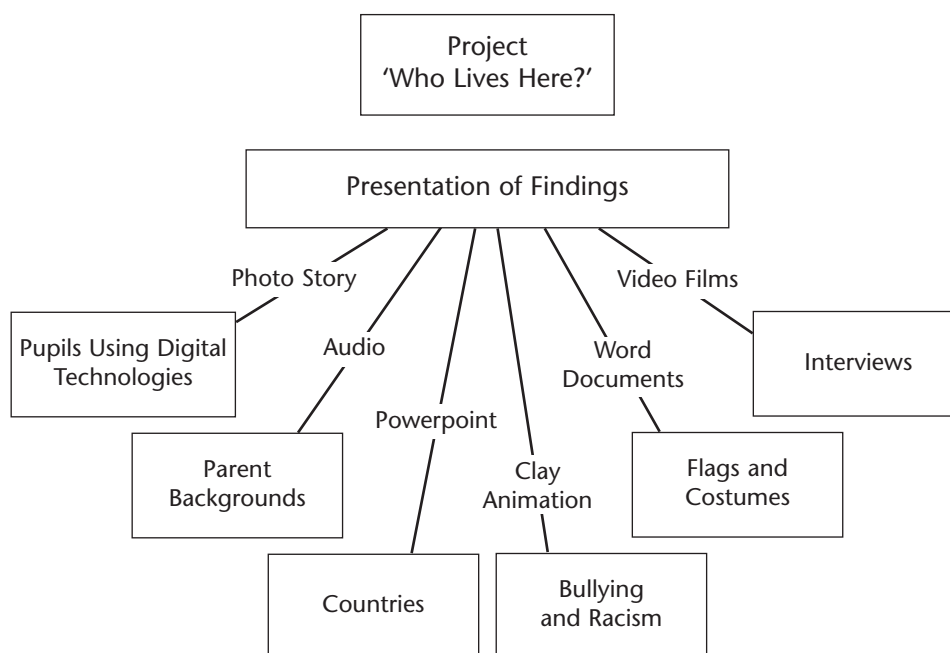 Project
‘Who Lives Here?’
Presentation of Findings
Photo Story
Video Films
Pupils Using Digital
Technologies
Audio
Word
Documents
Interviews
Powerpoint
Parent
Backgrounds
Clay
Animation
Flags and
Costumes
Countries
Bullying
and Racism